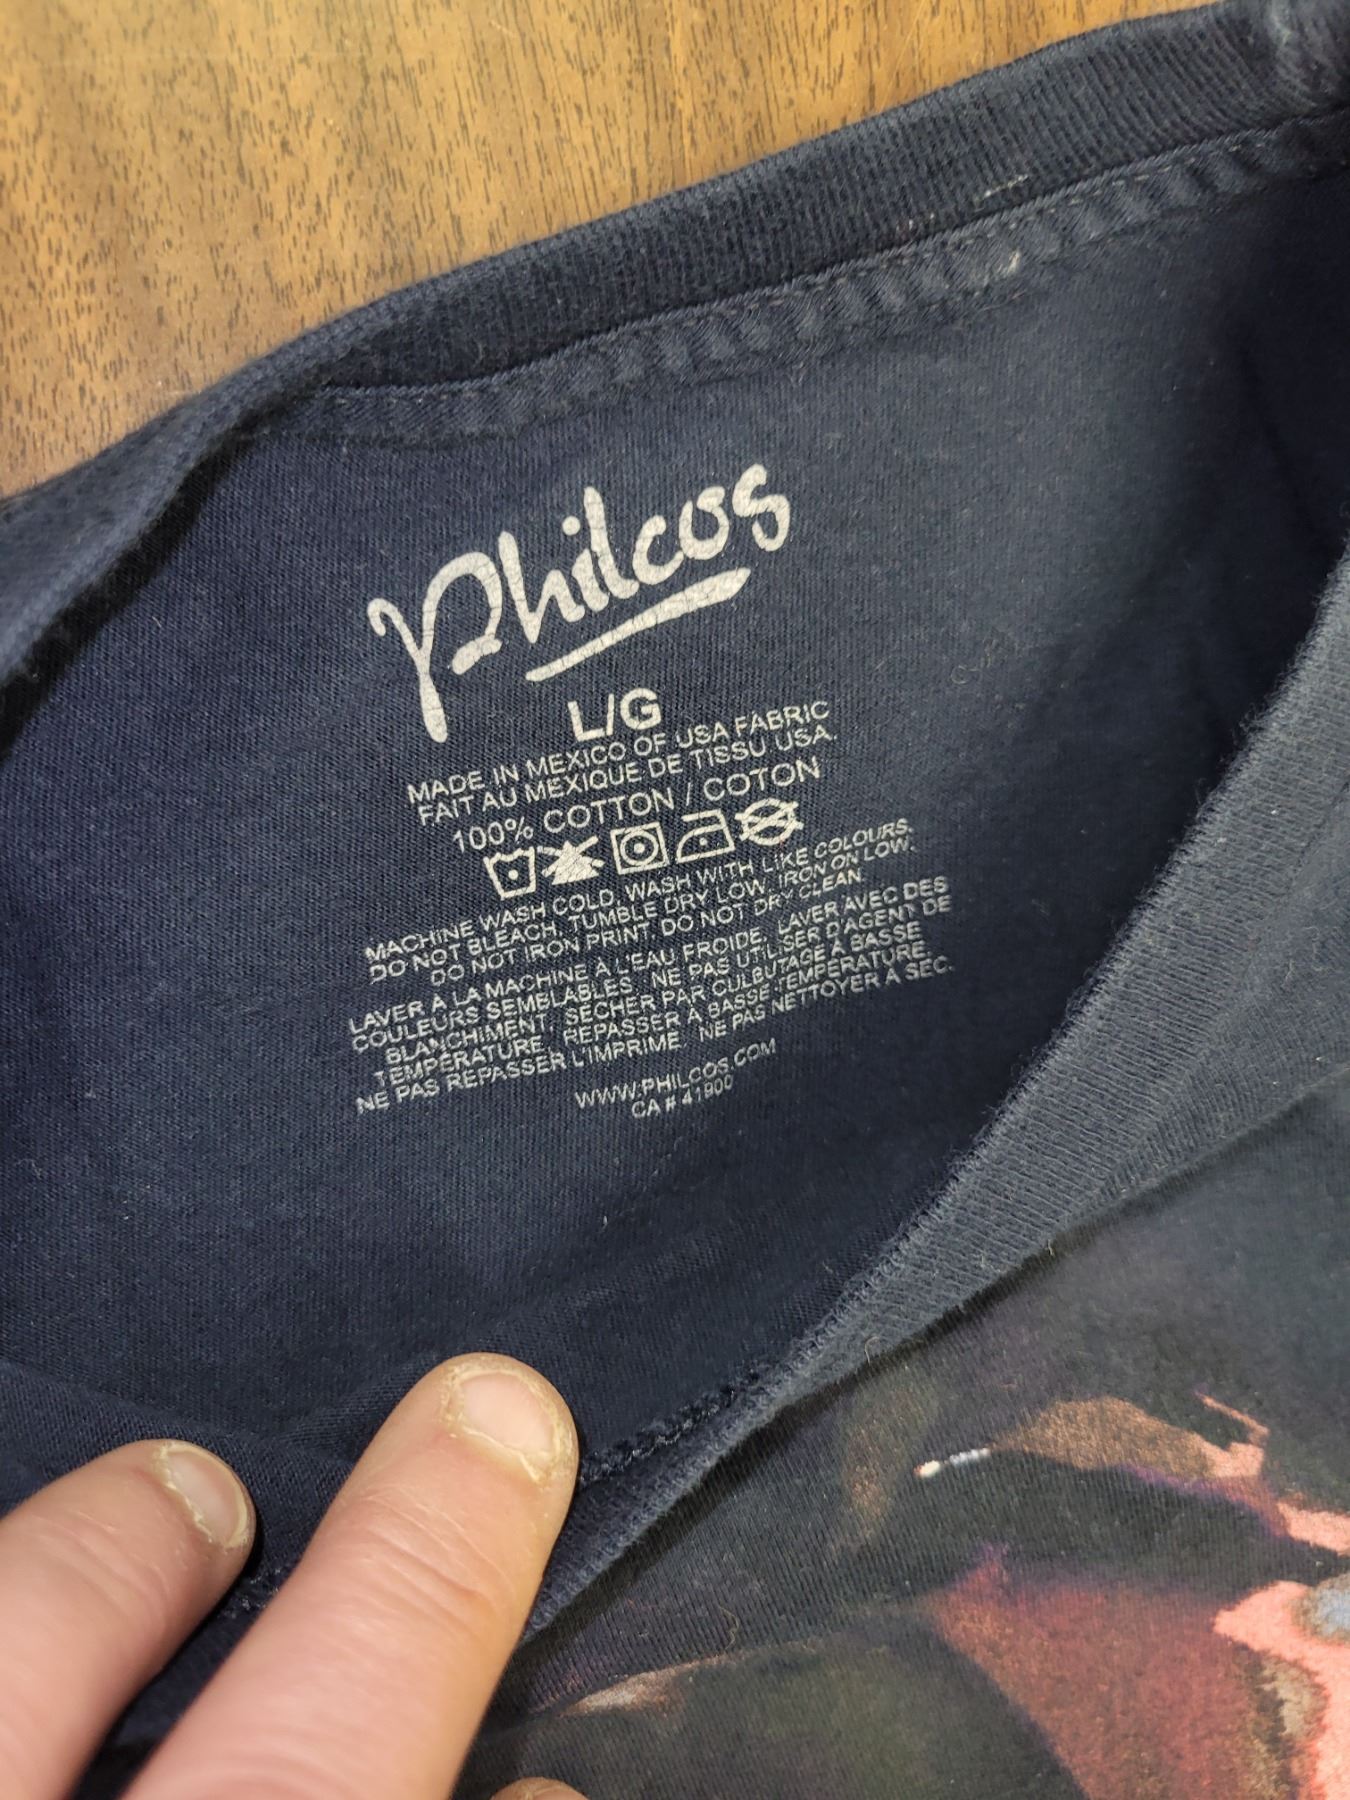 Philcos
L/G
MADE IN MEXICO OF USA FABRIC
FAIT AU MEXIQUE DE TISSU USA.
100% COTTON / COTON
MACHINE WASH COLD, WASH WITH LIKE COLOURS.
DO NOT BLEACH, TUMBLE DRY LOW. IRON ON LOW.
DO NOT IRON PRINT. DO NOT DRY CLEAN.
LAVER À LA MACHINE À L'EAU FROIDE, LAVER AVEC DES
COULEURS SEMBLABLES. NE PAS UTILISER D'AGENT DE
BLANCHIMENT, SÉCHER PAR CULBUTAGE À BASSE
TEMPÉRATURE, REPASSER À BASSE TEMPÉRATURE,
NE PAS REPASSER L'IMPRIME. NE PAS NETTOYER À SEC.
WWW.PHILCOS.COM
CA # 41900